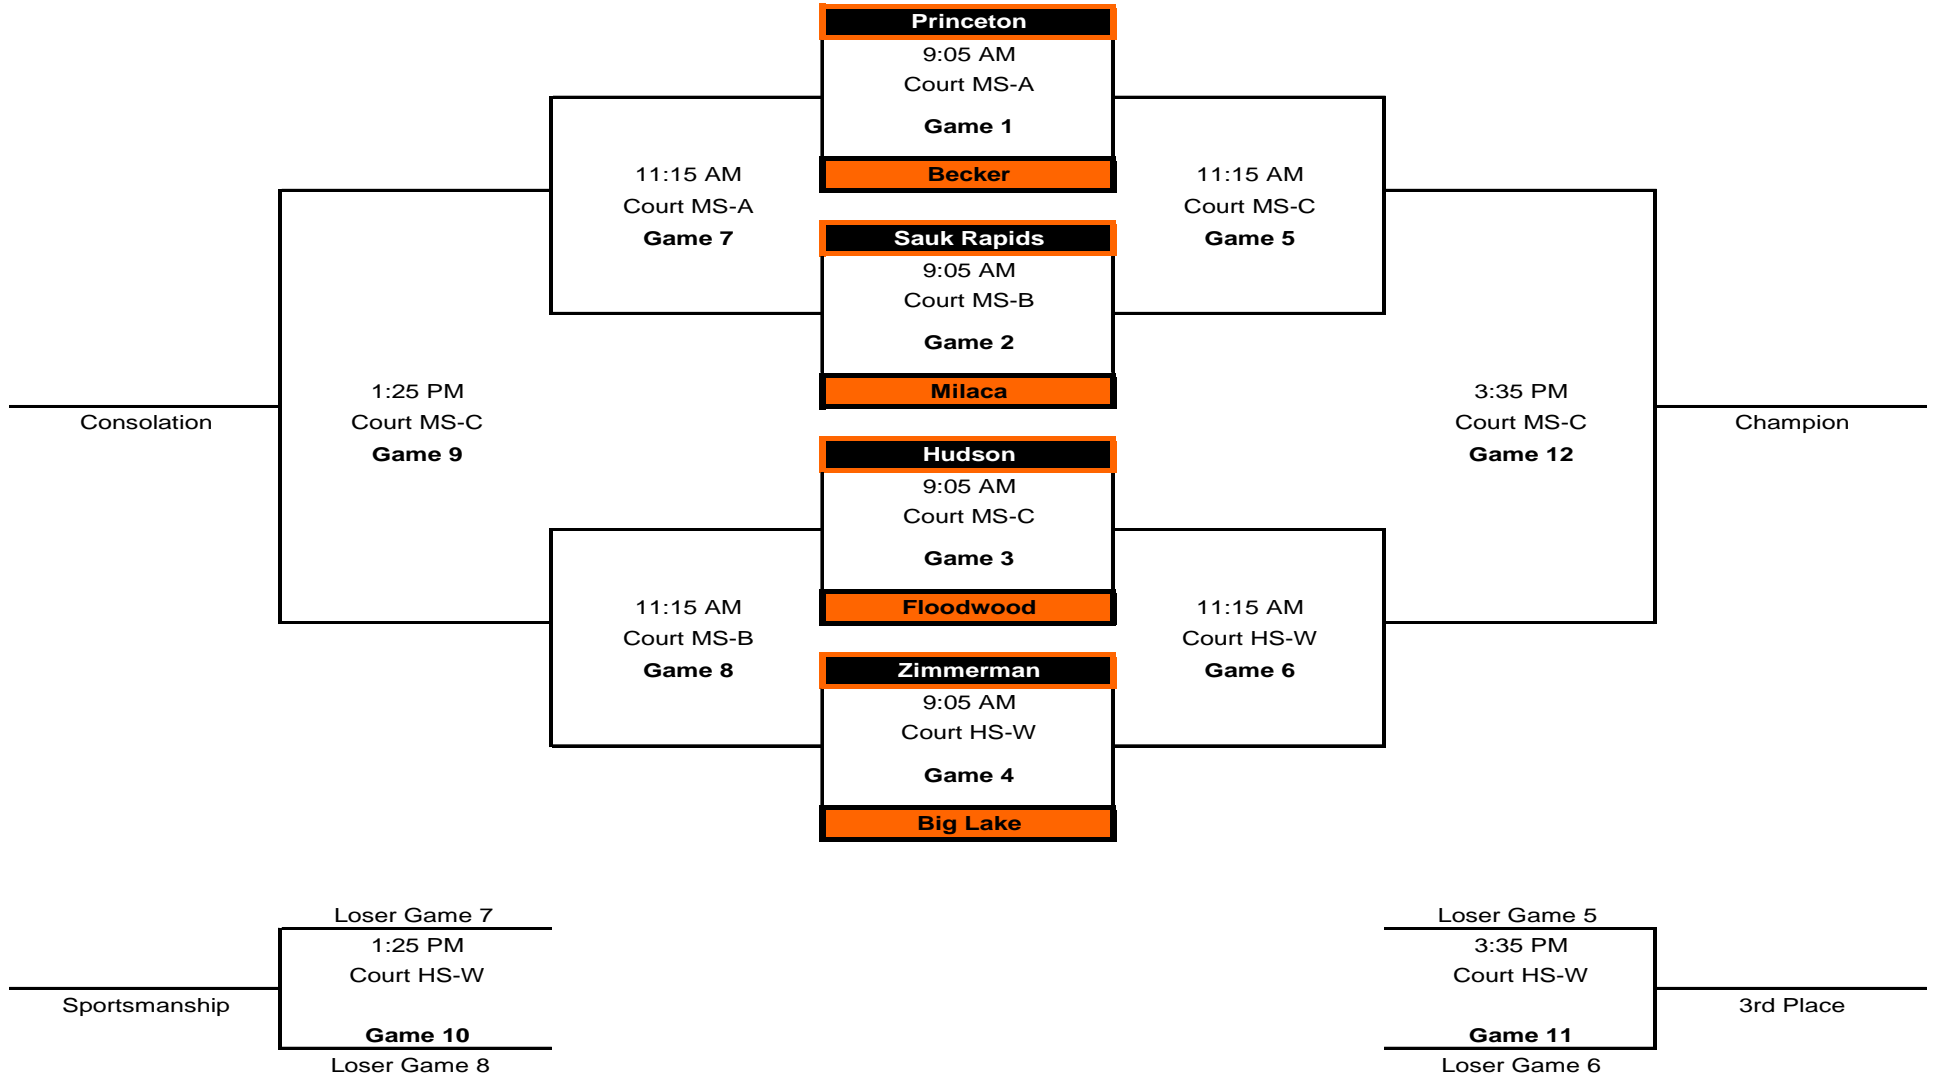 Princeton
9:05 AM
Court MS-A
Game 1
Becker
11:15 AM
Court MS-A
Game 7
11:15 AM
Court MS-C
Game 5
Sauk Rapids
9:05 AM
Court MS-B
Game 2
Milaca
1:25 PM
Court MS-C
Game 9
Consolation
3:35 PM
Court MS-C
Game 12
Champion
Hudson
9:05 AM
Court MS-C
Game 3
Floodwood
11:15 AM
Court MS-B
Game 8
11:15 AM
Court HS-W
Game 6
Zimmerman
9:05 AM
Court HS-W
Game 4
Big Lake
Loser Game 7
1:25 PM
Court HS-W
Sportsmanship
Game 10
Loser Game 8
Loser Game 5
3:35 PM
Court HS-W
3rd Place
Game 11
Loser Game 6